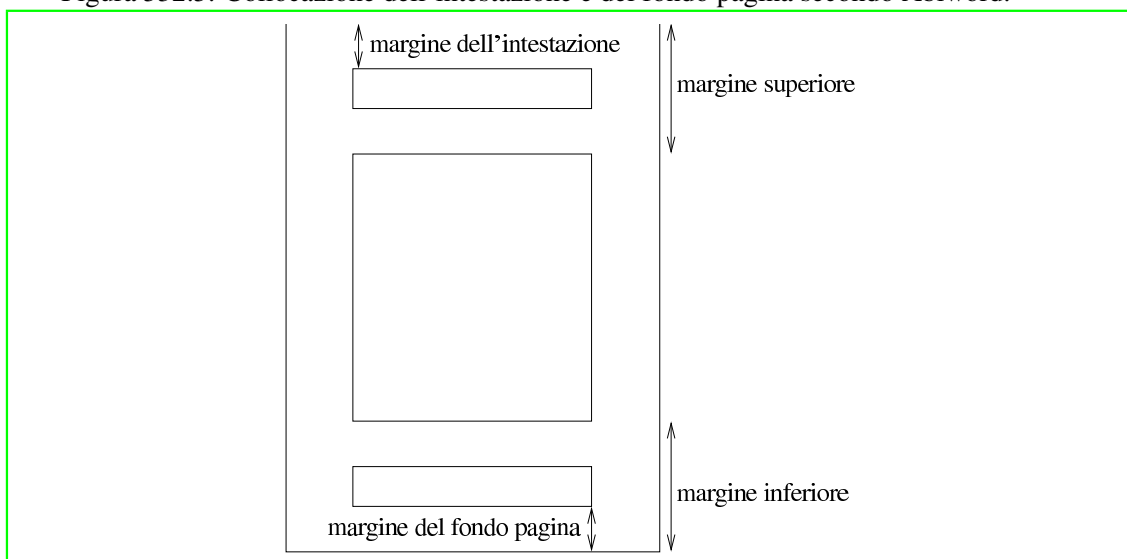 margine dell'intestazione
margine superiore
margine inferiore
margine del fondo pagina